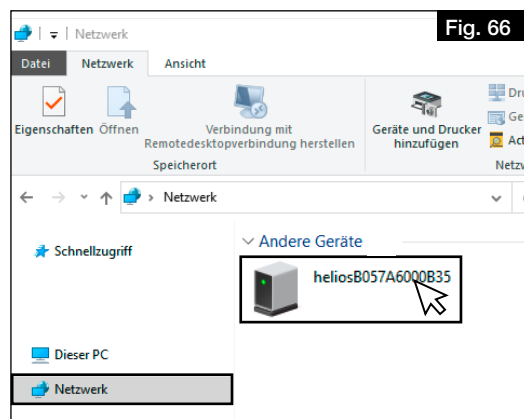 Fig. 66
Netzwerk
Datei Netzwerk Ansicht
Eigenschaften Öffnen Verbindung mit Remotedesktopverbindung herstellen Geräte und Drucker hinzufügen
Speicherort
Netzwerk
Schnellzugriff
Andere Geräte
heliosB057A6000B35
Dieser PC
Netzwerk